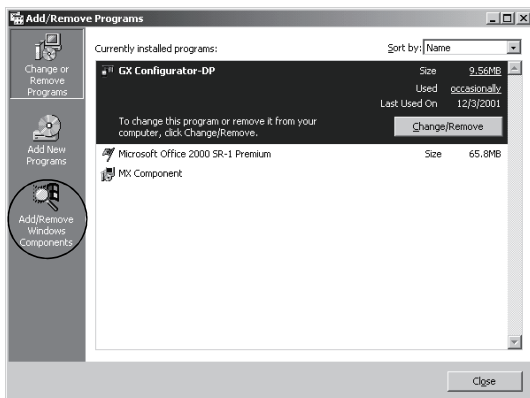 Add/Remove Programs
Change or
Remove
Programs
Add New
Programs
Add/Remove
Windows
Components
Currently installed programs:
Sort by: Name
GX Configurator-DP
Size 9.56MB
Used occasionally
Last Used On 12/3/2001
To change this program or remove it from your
computer, click Change/Remove.
Change/Remove
Microsoft Office 2000 SR-1 Premium
Size 65.8MB
MX Component
Close